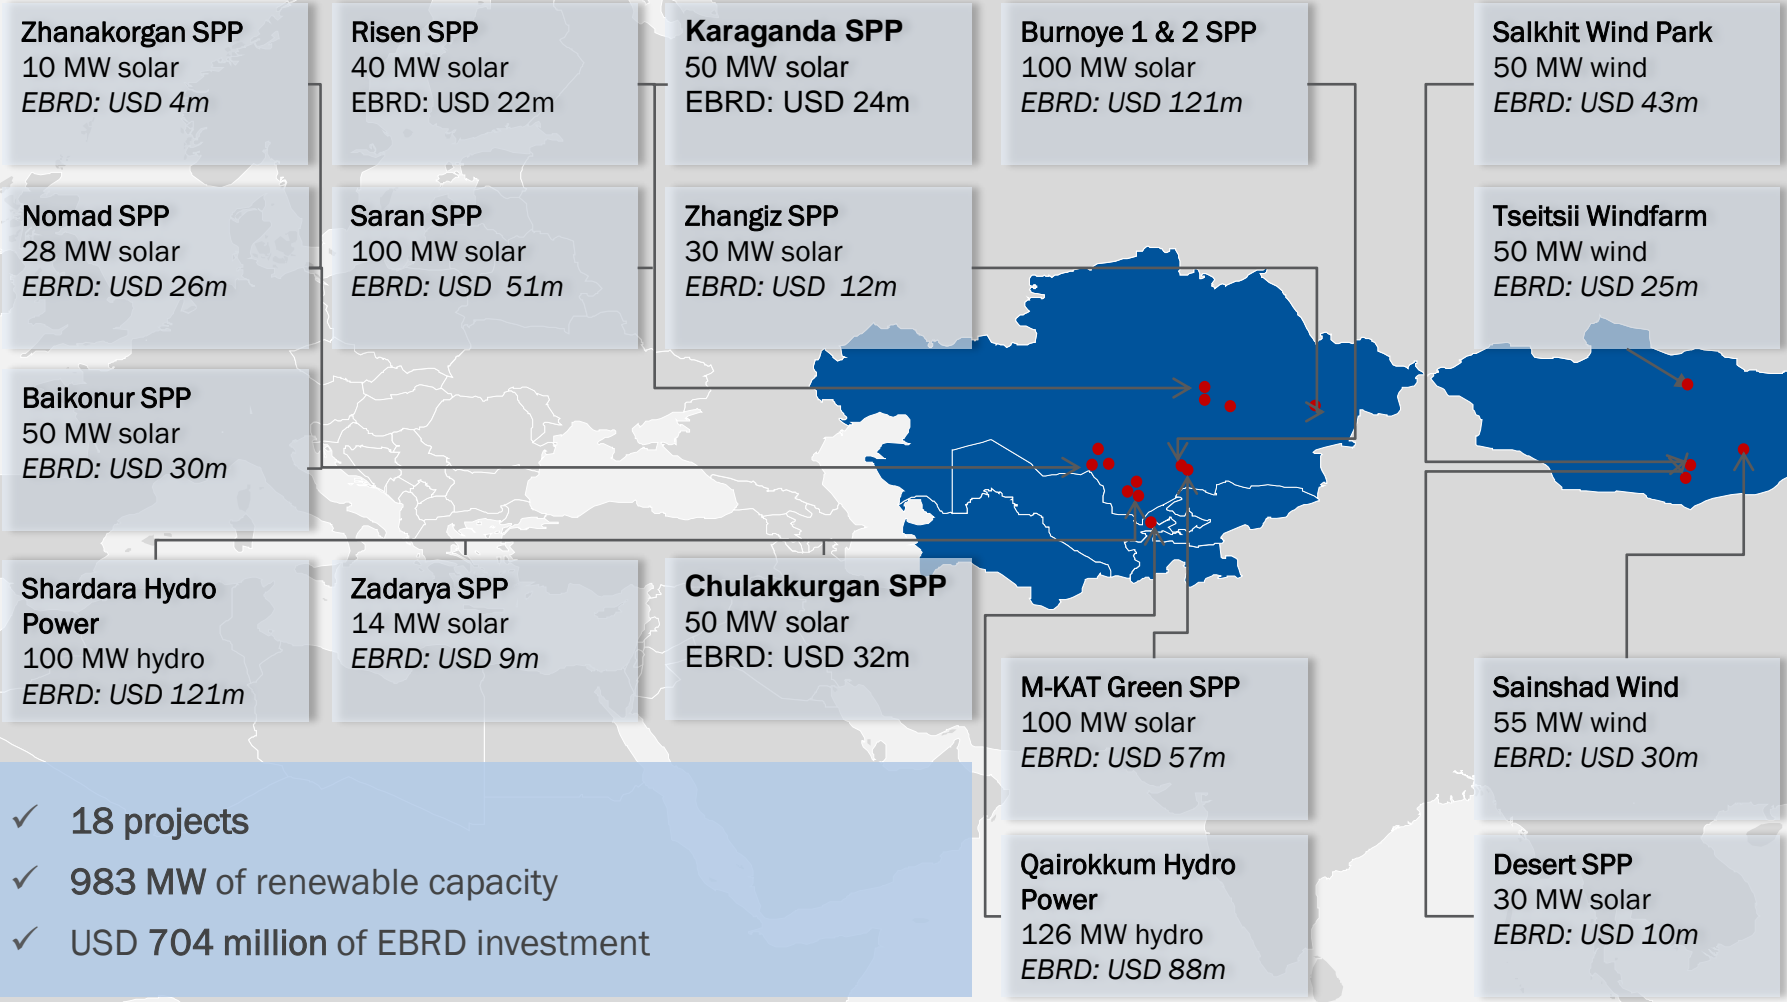 Zhanakorgan SPP
10 MW solar
EBRD: USD 4m
Risen SPP
40 MW solar
EBRD: USD 22m
Karaganda SPP
50 MW solar
EBRD: USD 24m
Burnoye 1 & 2 SPP
100 MW solar
EBRD: USD 121m
Salkhit Wind Park
50 MW wind
EBRD: USD 43m
Nomad SPP
28 MW solar
EBRD: USD 26m
Saran SPP
100 MW solar
EBRD: USD 51m
Zhangiz SPP
30 MW solar
EBRD: USD 12m
Tseitsii Windfarm
50 MW wind
EBRD: USD 25m
Baikonur SPP
50 MW solar
EBRD: USD 30m
Shardara Hydro
Power
100 MW hydro
EBRD: USD 121m
Zadarya SPP
14 MW solar
EBRD: USD 9m
Chulakkurgan SPP
50 MW solar
EBRD: USD 32m
M-KAT Green SPP
100 MW solar
EBRD: USD 57m
Sainshad Wind
55 MW wind
EBRD: USD 30m
Qairokkum Hydro
Power
126 MW hydro
EBRD: USD 88m
Desert SPP
30 MW solar
EBRD: USD 10m
✓ 18 projects
✓ 983 MW of renewable capacity
✓ USD 704 million of EBRD investment